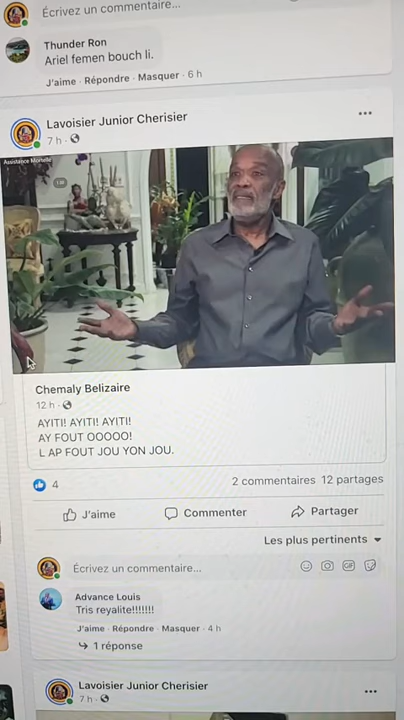 Écrivez un commentaire...
Thunder Ron
Ariel femen bouch li.
J'aime · Répondre · Masquer · 6 h
Lavoisier Junior Cherisier
7 h ·
Assistance Mortelle
Chemaly Belizaire
12 h ·
AYITI! AYITI! AYITI!
AY FOUT OOOOO!
L AP FOUT JOU YON JOU.
4
2 commentaires 12 partages
J'aime
Commenter
Partager
Les plus pertinents
Écrivez un commentaire...
GIF
Advance Louis
Tris reyalite!!!!!!!
J'aime · Répondre · Masquer · 4 h
1 réponse
Lavoisier Junior Cherisier
7 h ·